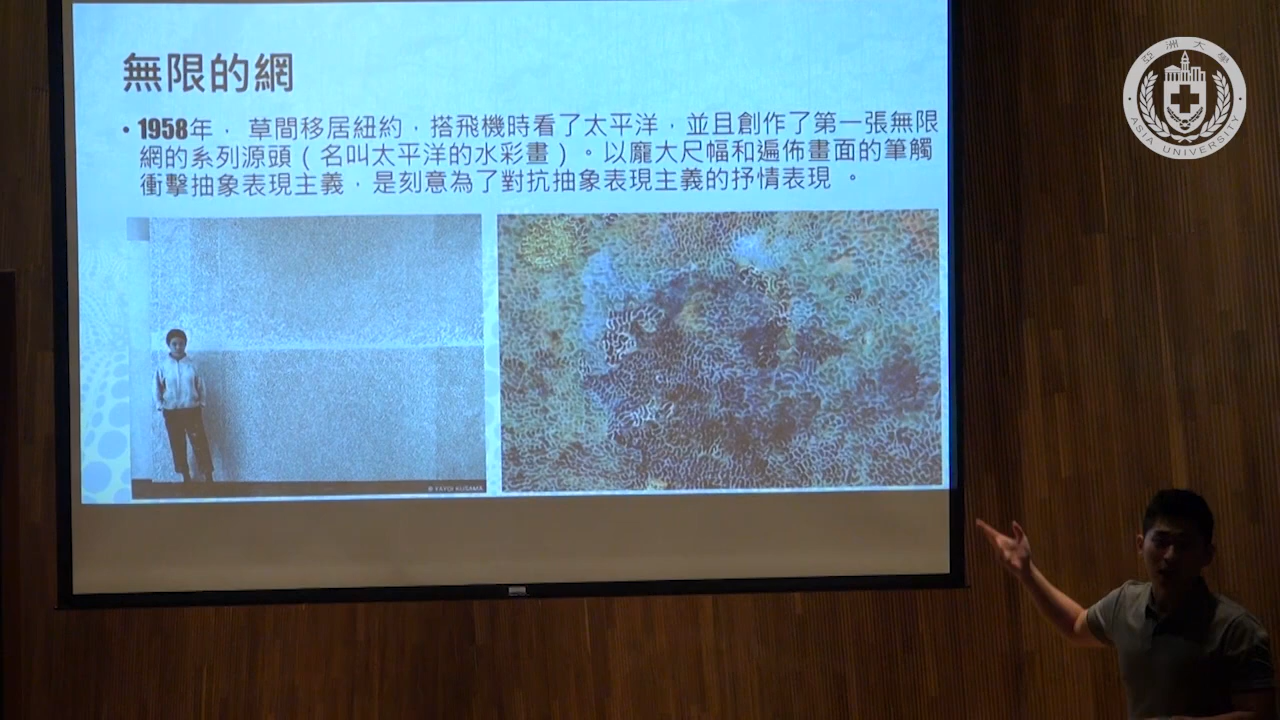 無限的網
• 1958年，草間移居紐約，搭飛機時看了太平洋，並且創作了第一張無限
網的系列源頭（名叫太平洋的水彩畫）。以龐大尺幅和遍佈畫面的筆觸
衝擊抽象表現主義，是刻意為了對抗抽象表現主義的抒情表現。
© YAYOI KUSAMA
亞洲大學
ASIA UNIVERSITY